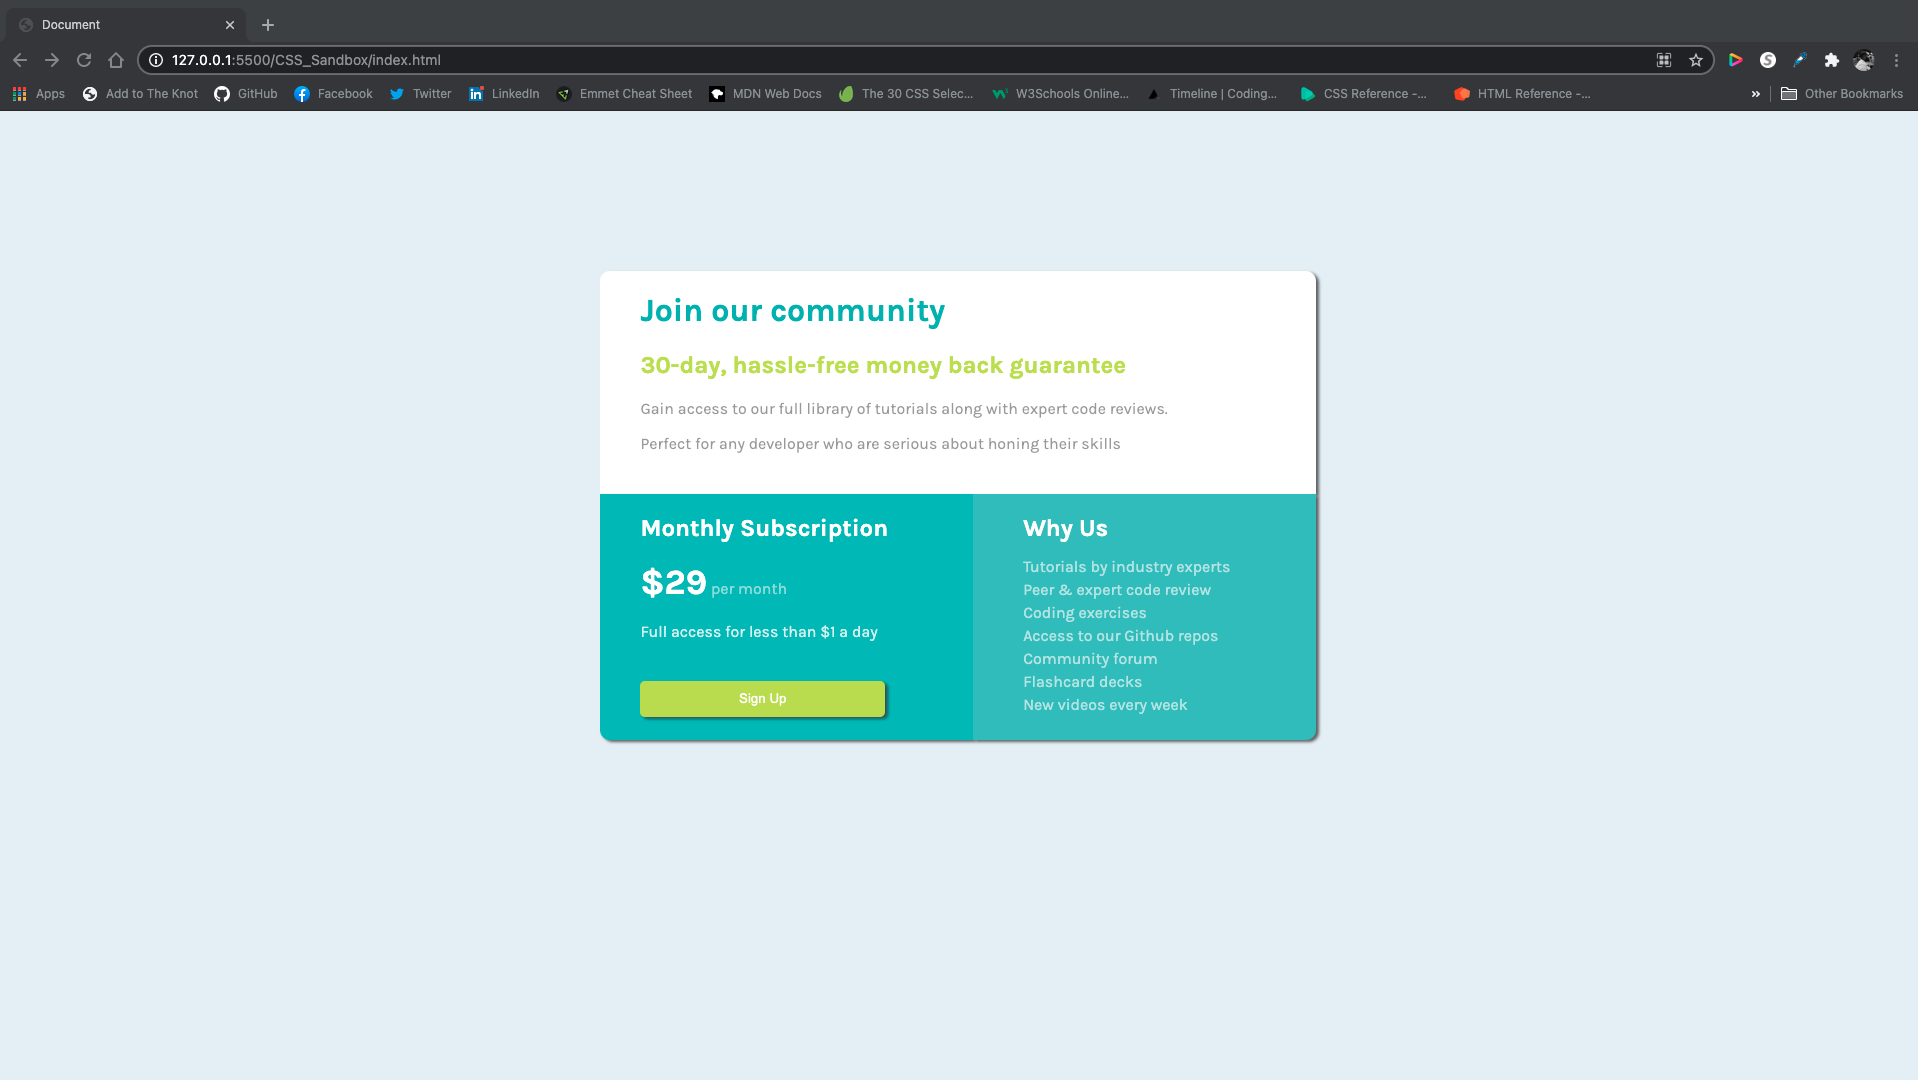 Document
127.0.0.1:5500/CSS_Sandbox/index.html
Apps Add to The Knot GitHub Facebook Twitter LinkedIn Emmet Cheat Sheet MDN Web Docs The 30 CSS Selec... W3Schools Online... Timeline | Coding... CSS Reference -... HTML Reference -... » Other Bookmarks
Join our community
30-day, hassle-free money back guarantee
Gain access to our full library of tutorials along with expert code reviews.
Perfect for any developer who are serious about honing their skills
Monthly Subscription
$29 per month
Full access for less than $1 a day
Sign Up
Why Us
Tutorials by industry experts
Peer & expert code review
Coding exercises
Access to our Github repos
Community forum
Flashcard decks
New videos every week